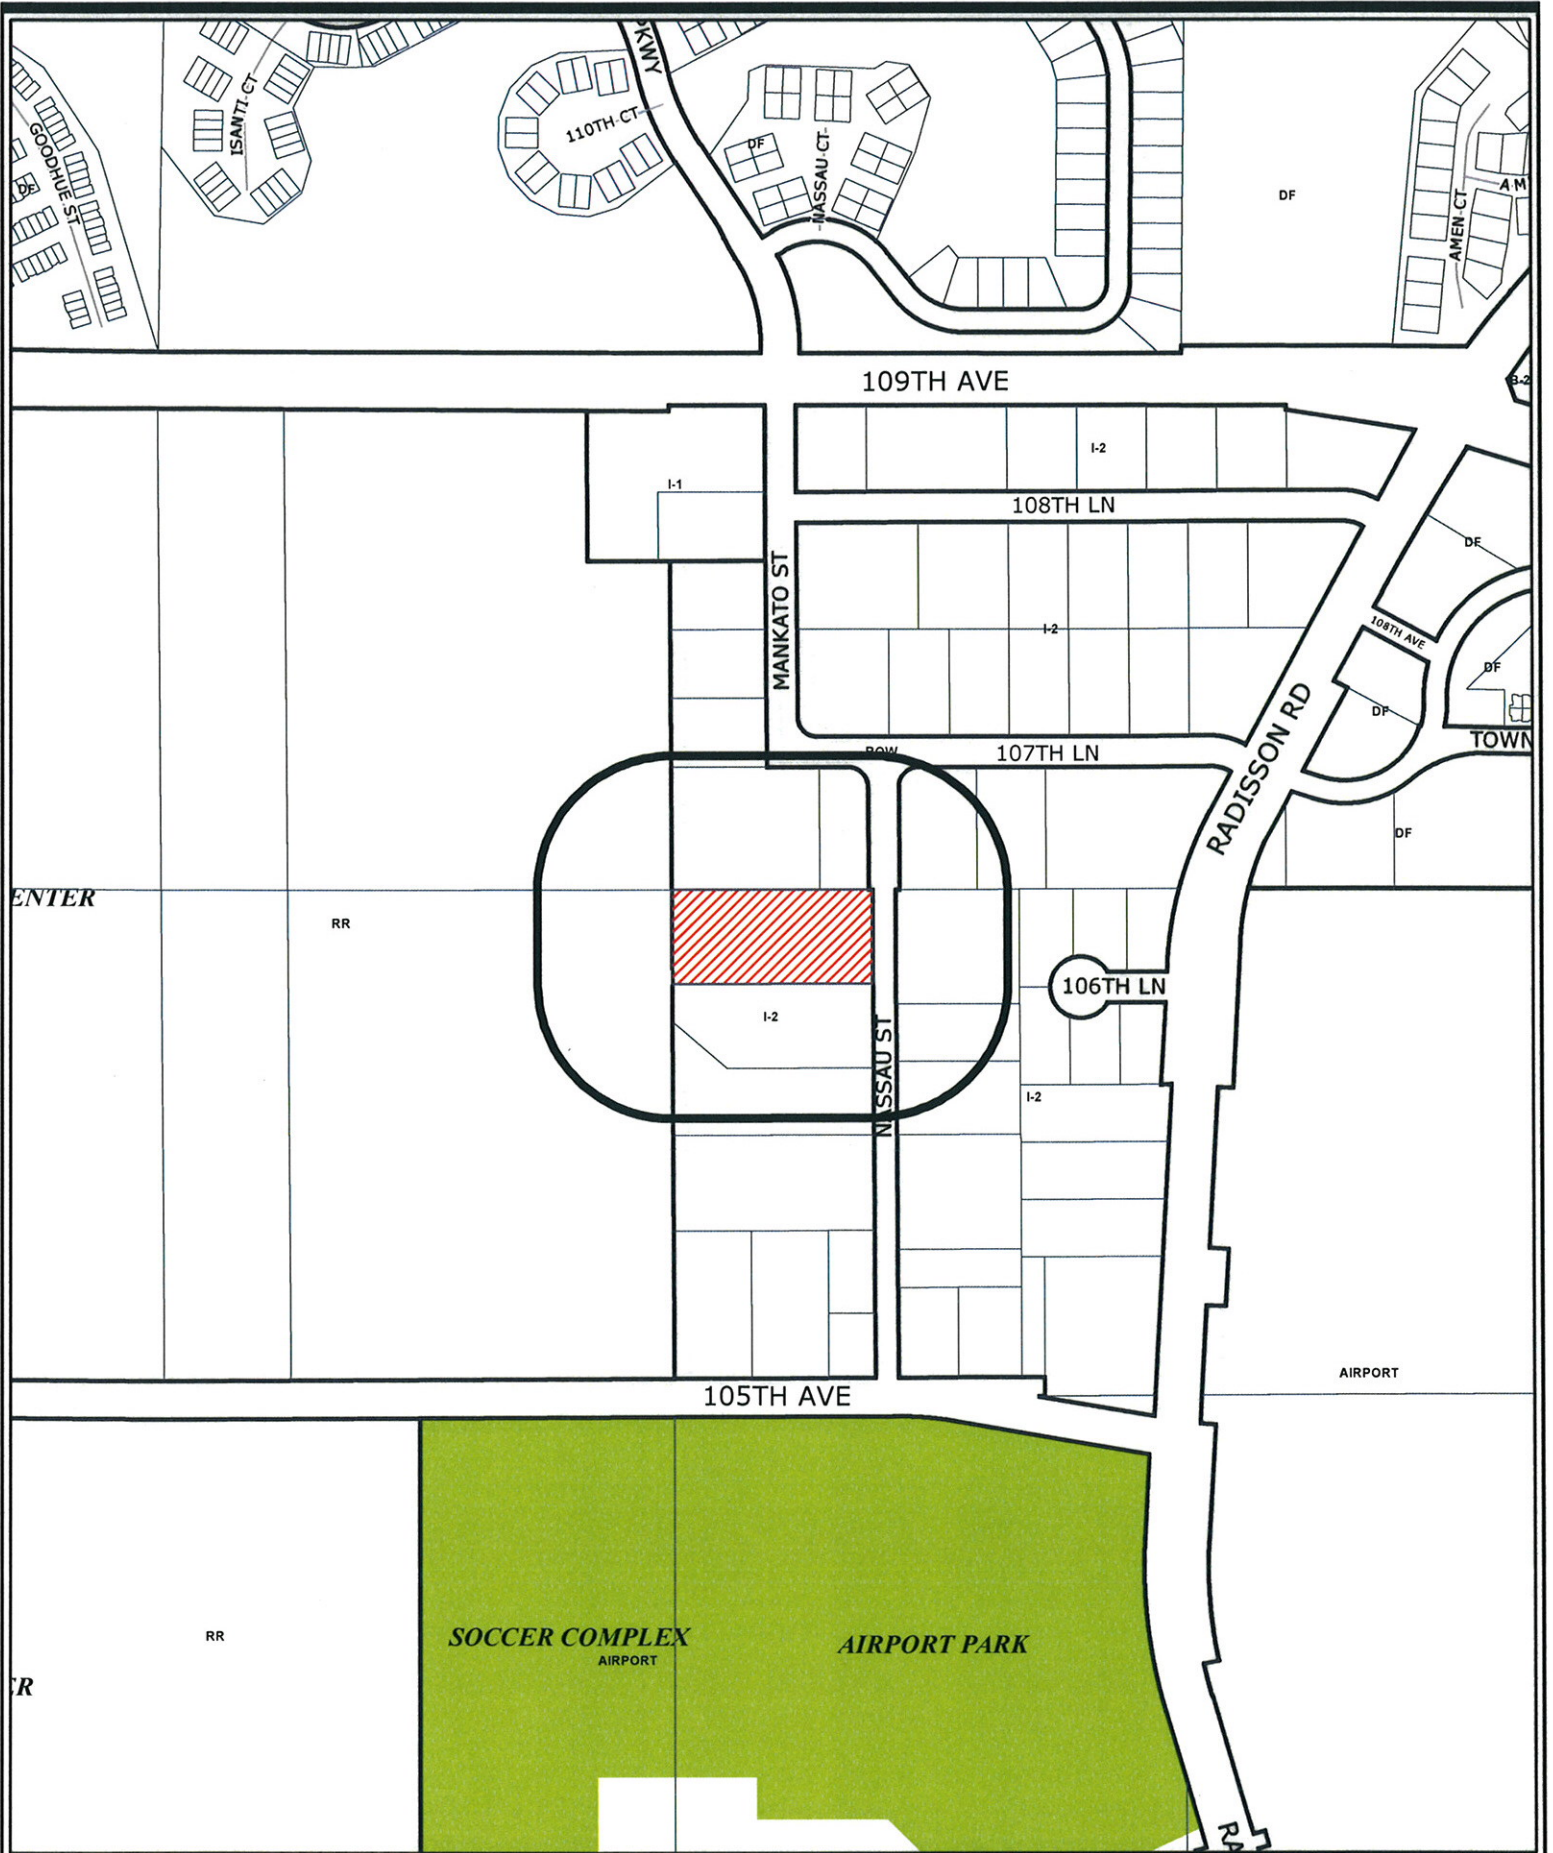 PKWY
ISANTI CT
GOODHUE ST
110TH CT
DF
NASSAU CT
DF
DF
AMEN CT
109TH AVE
B-2
I-2
I-1
108TH LN
DF
MANKATO ST
I-2
108TH AVE
DF
DF
RADISSON RD
TOWN
ROW
107TH LN
DF
ENTER
RR
106TH LN
I-2
NASSAU ST
I-2
AIRPORT
105TH AVE
RR
SOCCER COMPLEX
AIRPORT
AIRPORT PARK
ER
RA